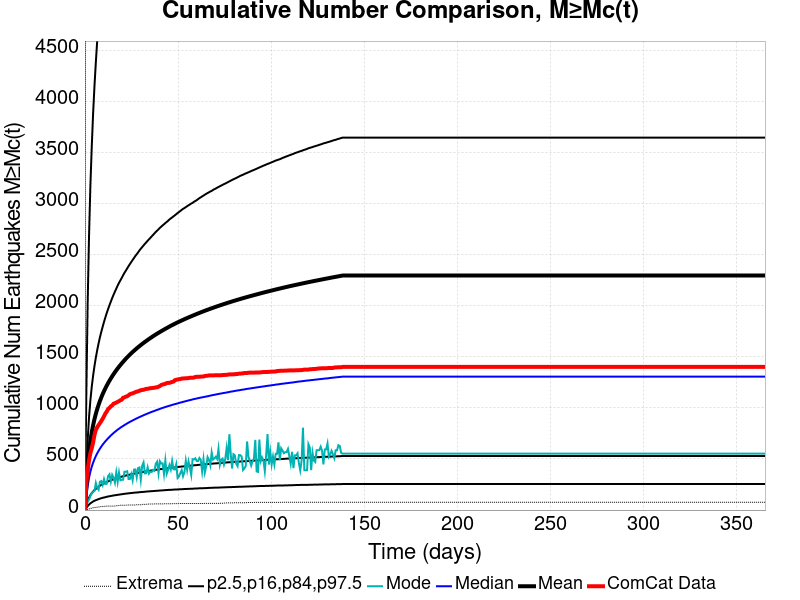 Cumulative Number Comparison, M≥Mc(t)
Cumulative Num Earthquakes M≥Mc(t)
4500
4000
3500
3000
2500
2000
1500
1000
500
0
0 50 100 150 200 250 300 350
Time (days)
Extrema p2.5,p16,p84,p97.5 Mode Median Mean ComCat Data